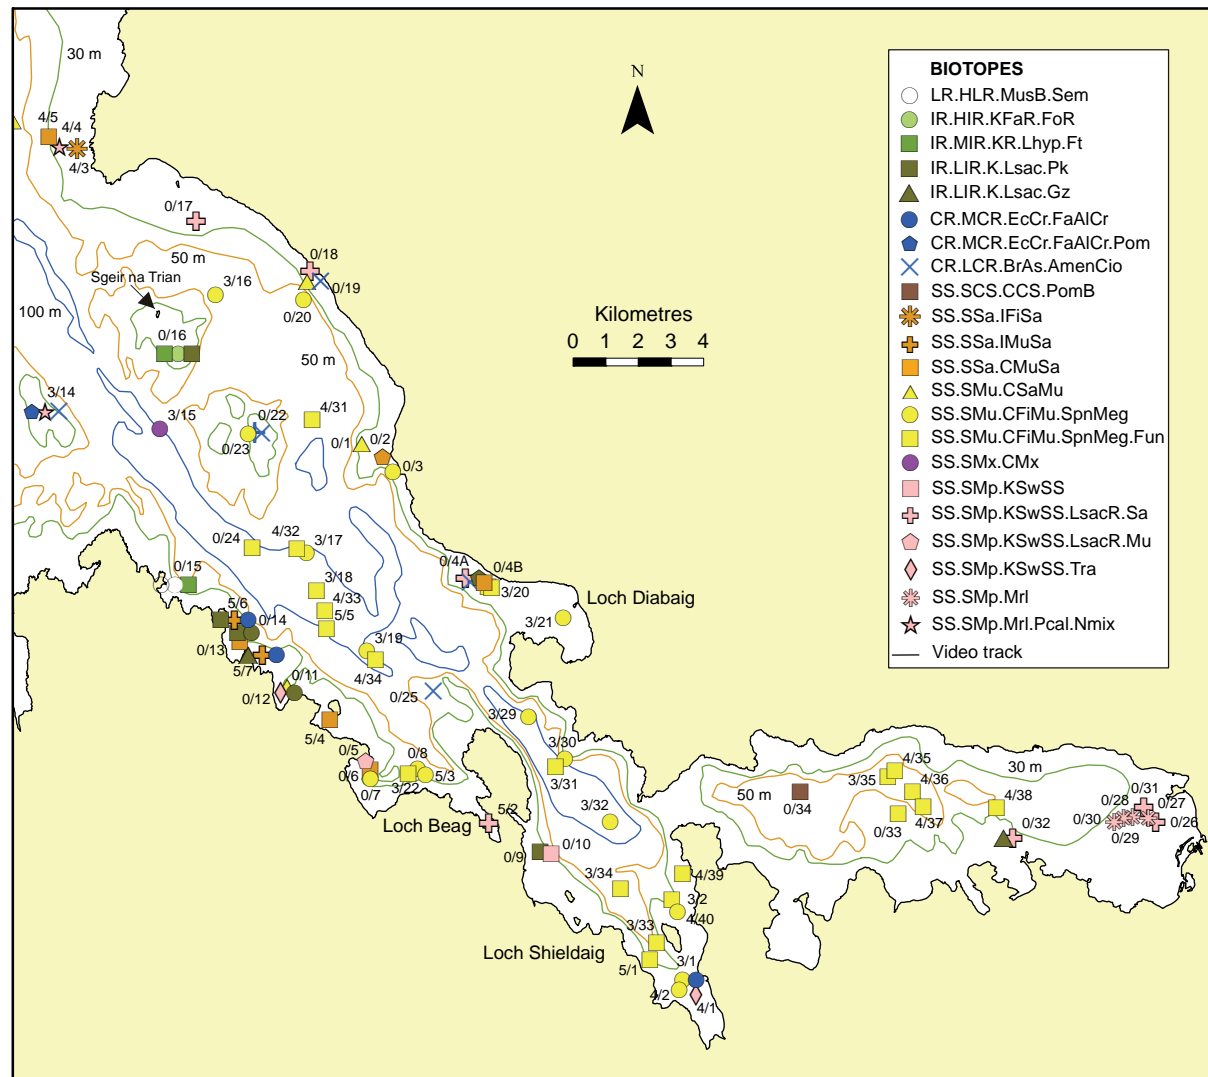 30 m
N
BIOTOPES
LR.HLR.MusB.Sem
IR.HIR.KFaR.FoR
IR.MIR.KR.Lhyp.Ft
IR.LIR.K.Lsac.Pk
IR.LIR.K.Lsac.Gz
CR.MCR.EcCr.FaAlCr
CR.MCR.EcCr.FaAlCr.Pom
CR.LCR.BrAs.AmenCio
SS.SCS.CCS.PomB
SS.SSa.IFiSa
SS.SSa.IMuSa
SS.SSa.CMuSa
SS.SMu.CSaMu
SS.SMu.CFiMu.SpnMeg
SS.SMu.CFiMu.SpnMeg.Fun
SS.SMx.CMx
SS.SMp.KSwSS
SS.SMp.KSwSS.LsacR.Sa
SS.SMp.KSwSS.LsacR.Mu
SS.SMp.KSwSS.Tra
SS.SMp.Mrl
SS.SMp.Mrl.Pcal.Nmix
Video track
4/5
4/4
4/3
0/17
50 m
0/18
0/19
0/20
Sgeir na Trian
3/16
100 m
0/16
50 m
Kilometres
0 1 2 3 4
3/14
3/15
0/22
0/23
4/31
0/1
0/2
0/3
0/24
4/32
3/17
0/15
3/18
4/33
5/5
0/4A
0/4B
3/20
Loch Diabaig
3/21
5/6
0/14
0/13
5/7
3/19
4/34
0/11
0/12
0/25
5/4
3/29
3/30
3/31
0/5
0/6
0/7
0/8
3/22
5/3
4/35
3/35
4/36
30 m
50 m
0/34
0/33
4/37
4/38
0/28
0/31
0/27
0/30
0/29
0/26
0/32
Loch Beag
5/2
3/32
0/9
0/10
3/34
4/39
3/2
4/40
3/33
Loch Shieldaig
5/1
3/1
4/2
4/1